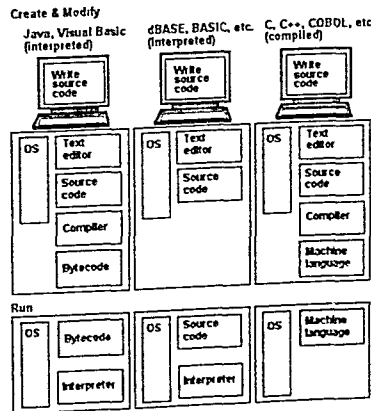 Create & Modify
Java, Visual Basic
(interpreted)
dBASE, BASIC, etc.
(interpreted)
C, C++, COBOL, etc
(compiled)
Write
source
code
Write
source
code
Write
source
code
OS
Text
editor
Source
code
Compiler
Bytecode
OS
Text
editor
Source
code
OS
Text
editor
Source
code
Compiler
Machine
language
Run
OS
Bytecode
Interpreter
OS
Source
code
Interpreter
OS
Machine
language